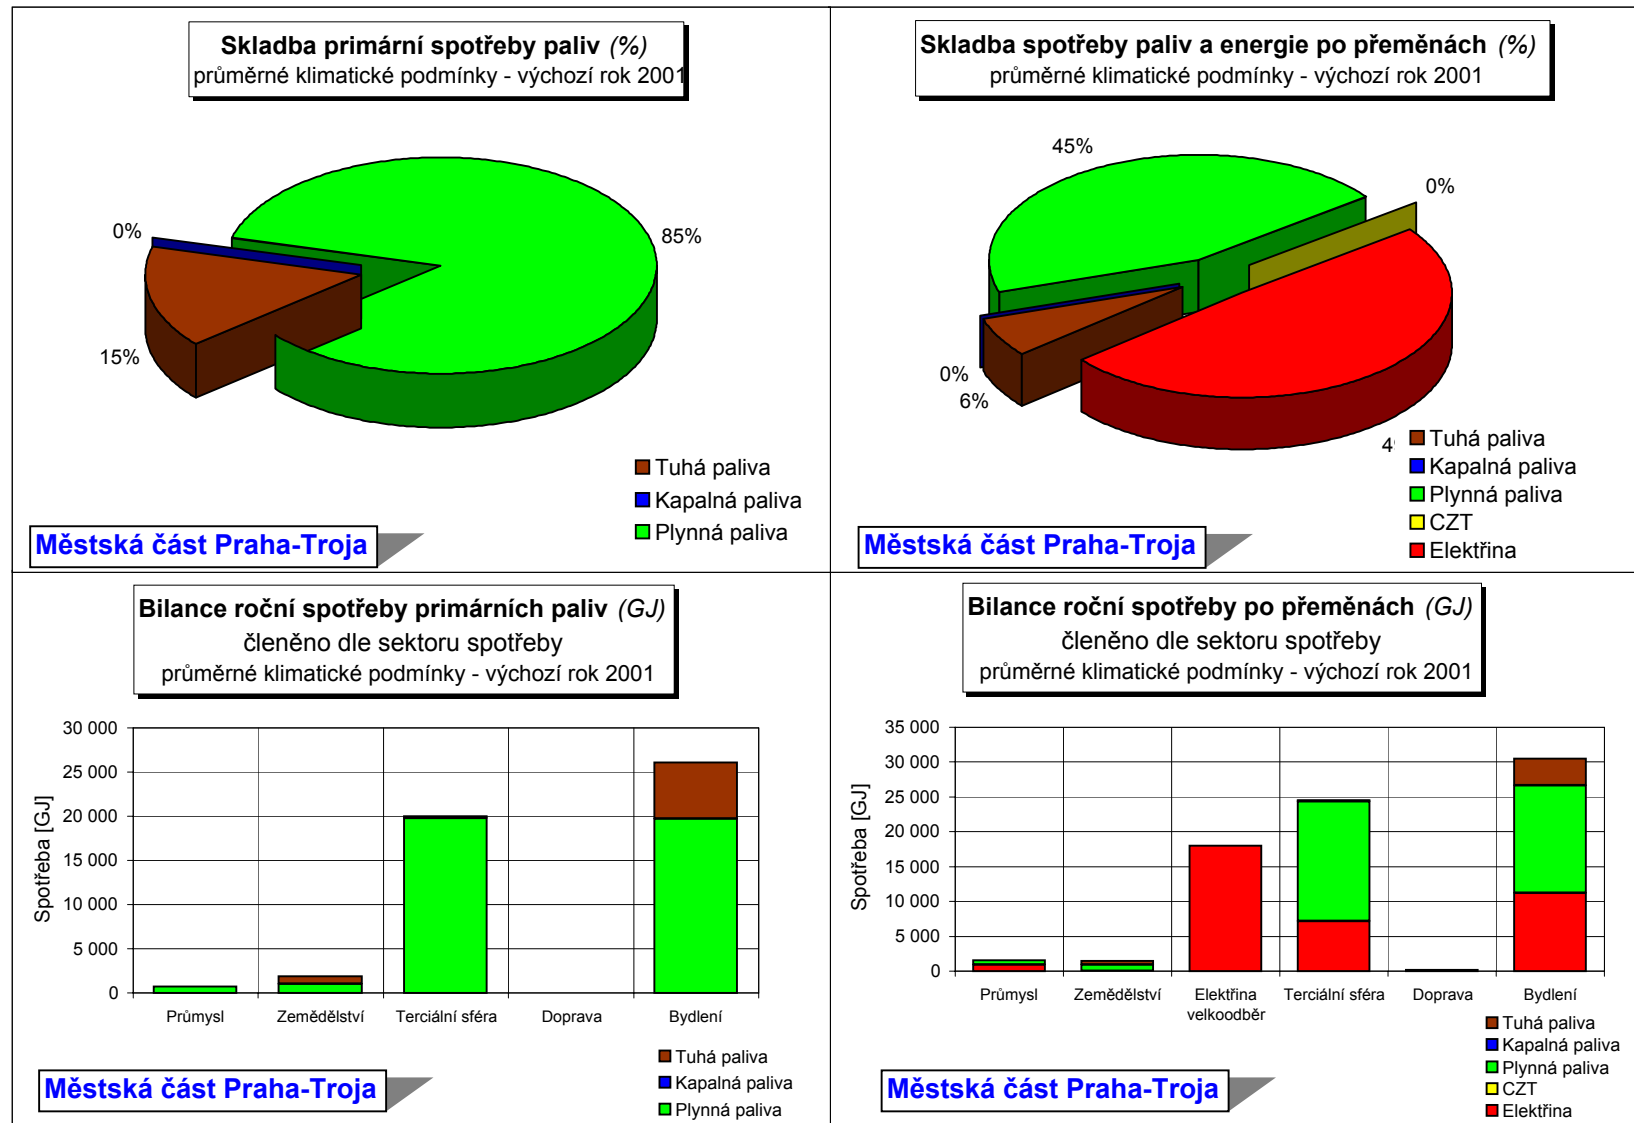 Skladba primární spotřeby paliv (%)
průměrné klimatické podmínky - výchozí rok 2001
0%
85%
15%
Tuhá paliva
Kapalná paliva
Plynná paliva
Městská část Praha-Troja
Skladba spotřeby paliv a energie po přeměnách (%)
průměrné klimatické podmínky - výchozí rok 2001
45%
0%
0%
6%
Tuhá paliva
Kapalná paliva
Plynná paliva
CZT
Elektřina
Městská část Praha-Troja
Bilance roční spotřeby primárních paliv (GJ)
členěno dle sektoru spotřeby
průměrné klimatické podmínky - výchozí rok 2001
Spotřeba [GJ]
30 000
25 000
20 000
15 000
10 000
5 000
0
Průmysl Zemědělství Terciální sféra Doprava Bydlení
Tuhá paliva
Kapalná paliva
Plynná paliva
Městská část Praha-Troja
Bilance roční spotřeby po přeměnách (GJ)
členěno dle sektoru spotřeby
průměrné klimatické podmínky - výchozí rok 2001
Spotřeba [GJ]
35 000
30 000
25 000
20 000
15 000
10 000
5 000
0
Průmysl Zemědělství Elektřina velkoodběr Terciální sféra Doprava Bydlení
Tuhá paliva
Kapalná paliva
Plynná paliva
CZT
Elektřina
Městská část Praha-Troja